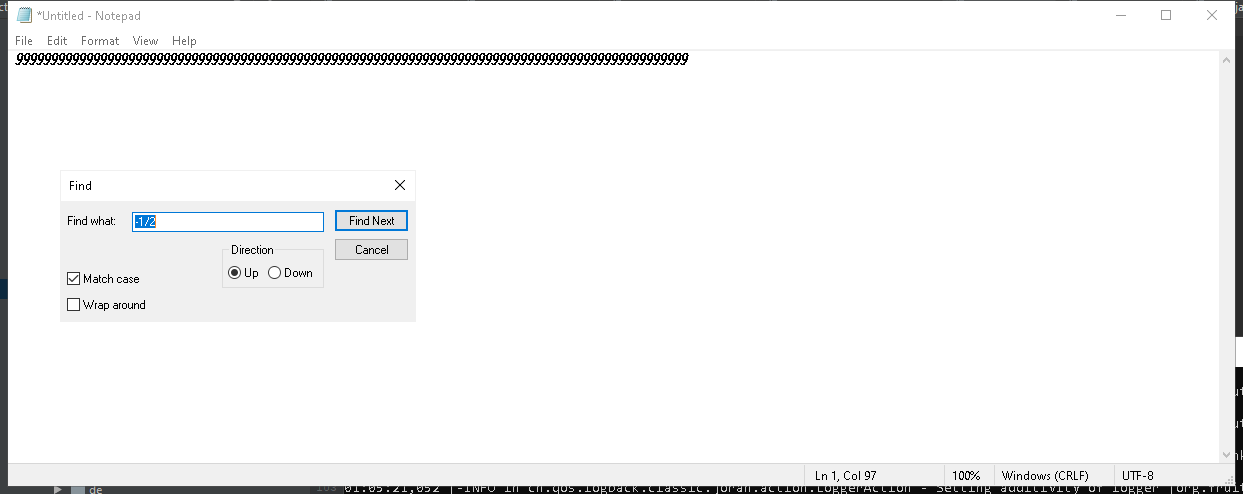 *Untitled - Notepad
File Edit Format View Help
gggggggggggggggggggggggggggggggggggggggggggggggggggggggggggggggggggggggggggggggggggggggggggggggg
Find
Find what: -1/2 Find Next
Direction Cancel
Up Down
Match case
Wrap around
Ln 1, Col 97 100% Windows (CRLF) UTF-8
de 01:05:21,052 |-INFO in ch.qos.logback.classic.joran.action.LoggerAction - Setting additivity of logger [org.fruit